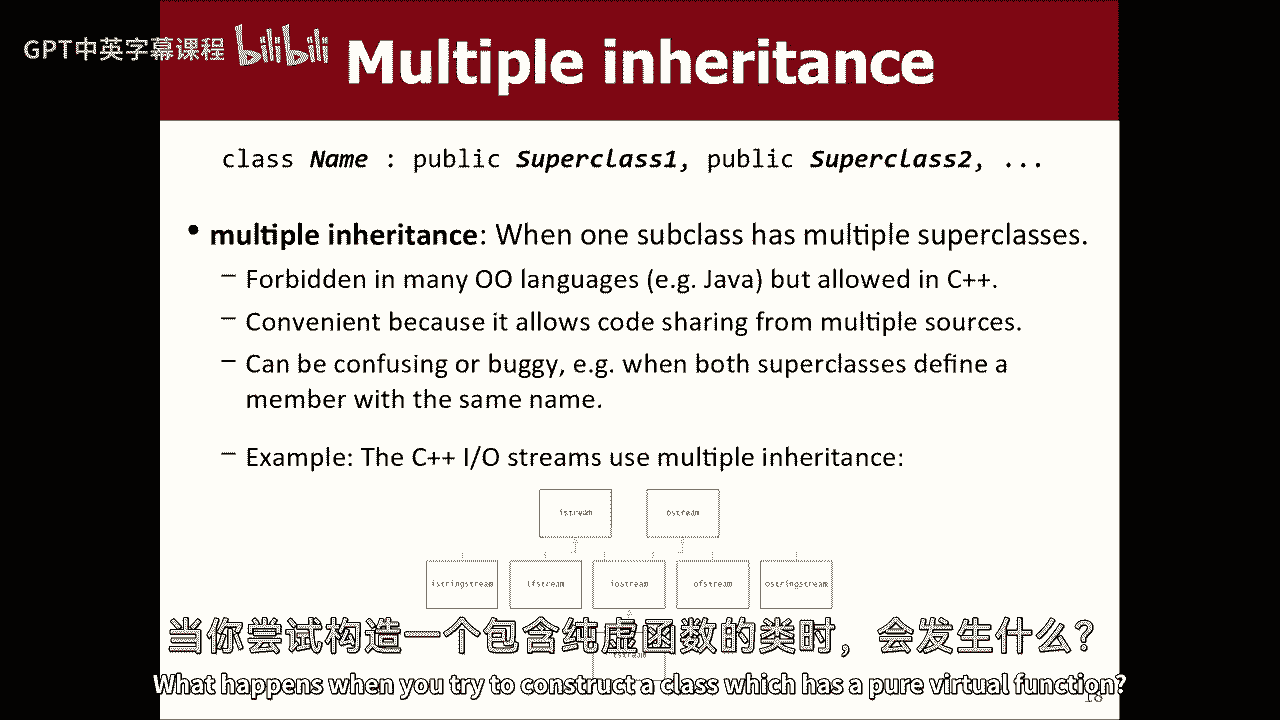 GPT中英字幕课程 bilibili
Multiple inheritance
class Name : public Superclass1, public Superclass2, ...
• multiple inheritance: When one subclass has multiple superclasses.
– Forbidden in many OO languages (e.g. Java) but allowed in C++.
– Convenient because it allows code sharing from multiple sources.
– Can be confusing or buggy, e.g. when both superclasses define a
member with the same name.
– Example: The C++ I/O streams use multiple inheritance:
istream ostream
istringstream ifstream iostream ofstream ostringstream
当你尝试构造一个包含纯虚函数的类时，会发生什么？
What happens when you try to construct a class which has a pure virtual function?
18